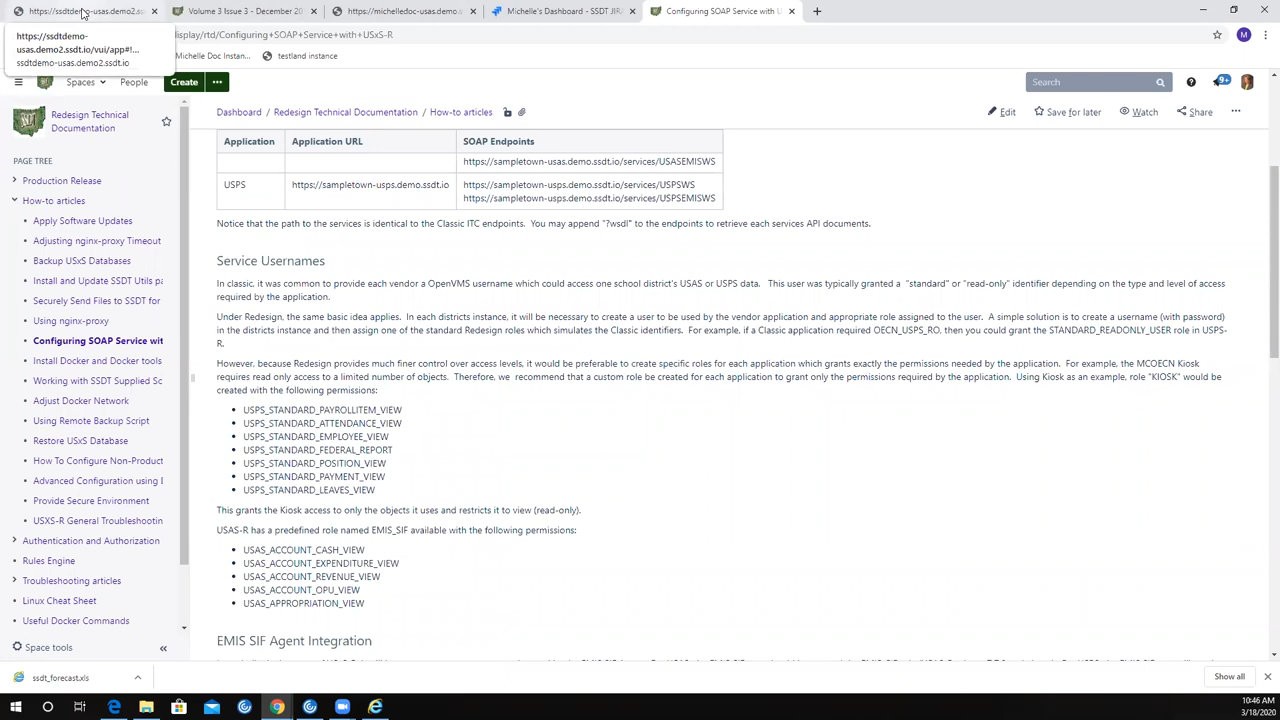 https://ssdtdemo-usas.demo2.ss
Volume 3 Issue 3 – December 20
https://michelledoc-usas.demo.ss
Michelle's Dashboard - SSDT JIRA
Configuring SOAP Service with U
https://ssdtdemo-
usas.demo2.ssdt.io/vui/app#!...
ssdtdemo-usas.demo2.ssdt.io
display/rtd/Configuring+SOAP+Service+with+USxS-R
M
Michelle Doc Instan...
testland instance
Spaces
People
Create
Search
9+
Redesign Technical
Documentation
Dashboard / Redesign Technical Documentation / How-to articles
Edit
Save for later
Watch
Share
PAGE TREE
Production Release
How-to articles
Apply Software Updates
Adjusting nginx-proxy Timeout
Backup USxS Databases
Install and Update SSDT Utils pa
Securely Send Files to SSDT for
Using nginx-proxy
Configuring SOAP Service wit
Install Docker and Docker tools
Working with SSDT Supplied Sc
Adjust Docker Network
Using Remote Backup Script
Restore USxS Database
How To Configure Non-Product
Advanced Configuration using E
Provide Secure Environment
USXS-R General Troubleshootin
Authentication and Authorization
Rules Engine
Troubleshooting articles
Linux Cheat Sheet
Useful Docker Commands
Space tools
Application Application URL SOAP Endpoints
https://sampletown-usas.demo.ssdt.io/services/USASEMISWS
USPS https://sampletown-usps.demo.ssdt.io https://sampletown-usps.demo.ssdt.io/services/USPSWS
https://sampletown-usps.demo.ssdt.io/services/USPSEMISWS
Notice that the path to the services is identical to the Classic ITC endpoints. You may append "?wsdl" to the endpoints to retrieve each services API documents.
Service Usernames
In classic, it was common to provide each vendor a OpenVMS username which could access one school district's USAS or USPS data. This user was typically granted a "standard" or "read-only" identifier depending on the type and level of access
required by the application.
Under Redesign, the same basic idea applies. In each districts instance, it will be necessary to create a user to be used by the vendor application and appropriate role assigned to the user. A simple solution is to create a username (with password)
in the districts instance and then assign one of the standard Redesign roles which simulates the Classic identifiers. For example, if a Classic application required OECN_USPS_RO, then you could grant the STANDARD_READONLY_USER role in USPS-
R.
However, because Redesign provides much finer control over access levels, it would be preferable to create specific roles for each application which grants exactly the permissions needed by the application. For example, the MCOECN Kiosk
requires read only access to a limited number of objects. Therefore, we recommend that a custom role be created for each application to grant only the permissions required by the application. Using Kiosk as an example, role "KIOSK" would be
created with the following permissions:
• USPS_STANDARD_PAYROLLITEM_VIEW
• USPS_STANDARD_ATTENDANCE_VIEW
• USPS_STANDARD_EMPLOYEE_VIEW
• USPS_STANDARD_FEDERAL_REPORT
• USPS_STANDARD_POSITION_VIEW
• USPS_STANDARD_PAYMENT_VIEW
• USPS_STANDARD_LEAVES_VIEW
This grants the Kiosk access to only the objects it uses and restricts it to view (read-only).
USAS-R has a predefined role named EMIS_SIF available with the following permissions:
• USAS_ACCOUNT_CASH_VIEW
• USAS_ACCOUNT_EXPENDITURE_VIEW
• USAS_ACCOUNT_REVENUE_VIEW
• USAS_ACCOUNT_OPU_VIEW
• USAS_APPROPRIATION_VIEW
EMIS SIF Agent Integration
ssdt_forecast.xls
Show all
10:46 AM
3/18/2020